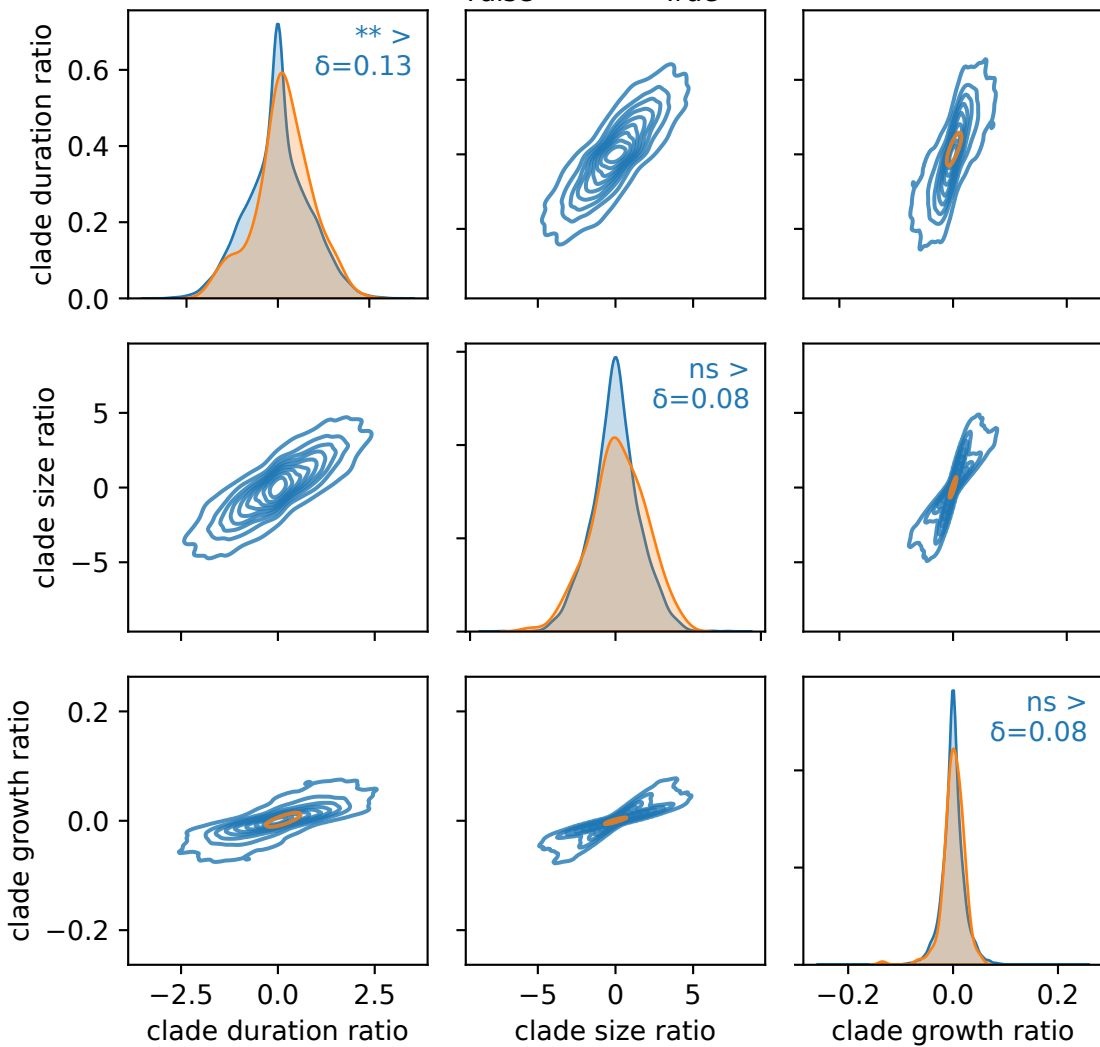 clade duration ratio
0.6
0.4
0.2
0.0
** >
δ=0.13
clade size ratio
5
0
−5
ns >
δ=0.08
clade growth ratio
0.2
0.0
−0.2
ns >
δ=0.08
−2.5 0.0 2.5
−5 0 5
−0.2 0.0 0.2
clade duration ratio
clade size ratio
clade growth ratio